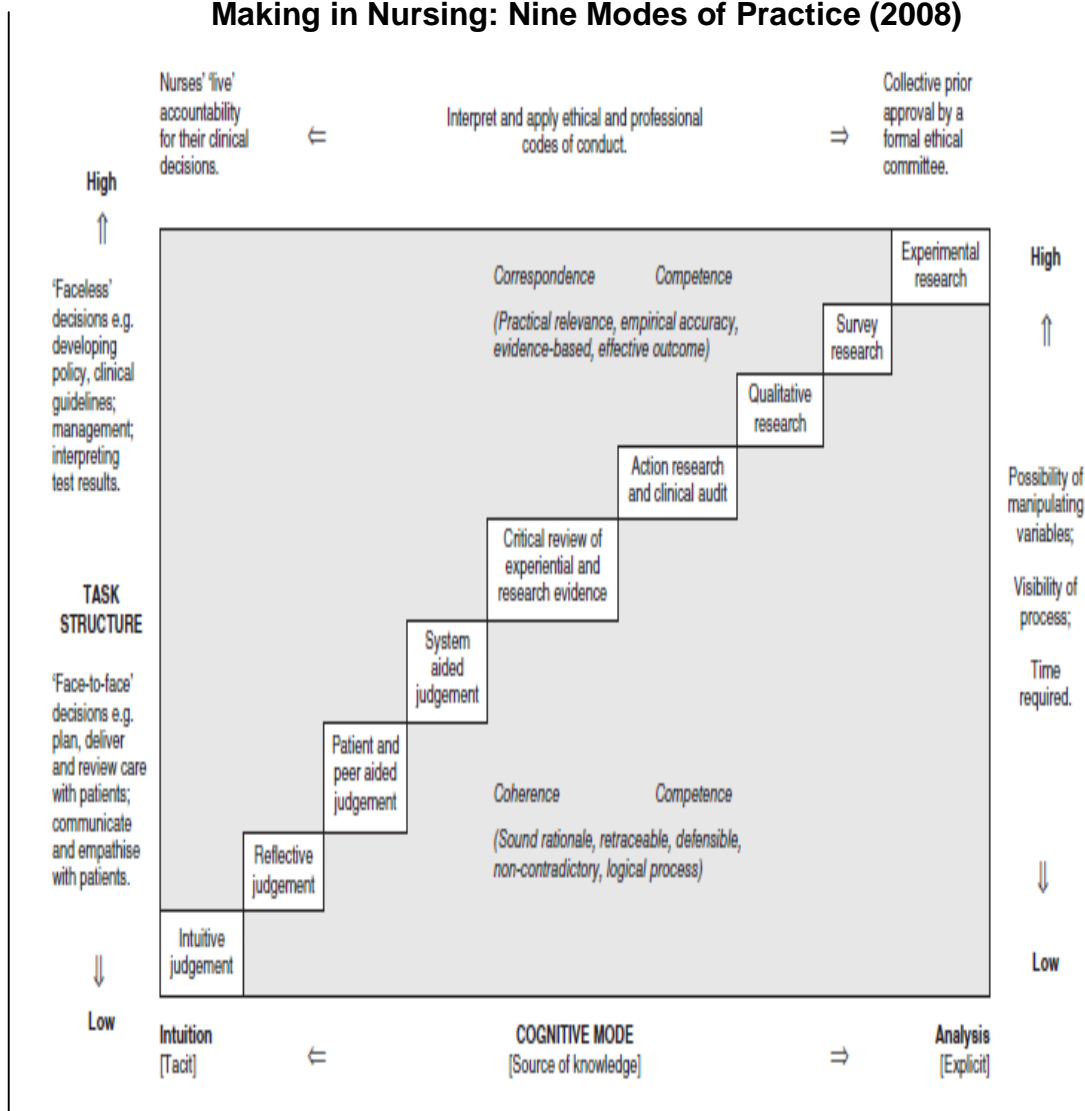 Making in Nursing: Nine Modes of Practice (2008)
Nurses' 'live'
accountability
for their clinical
decisions.
⇐
Interpret and apply ethical and professional
codes of conduct.
⇒
Collective prior
approval by a
formal ethical
committee.
High
⇑
'Faceless'
decisions e.g.
developing
policy, clinical
guidelines;
management;
interpreting
test results.
TASK
STRUCTURE
'Face-to-face'
decisions e.g.
plan, deliver
and review care
with patients;
communicate
and empathise
with patients.
⇓
Low
Correspondence Competence
(Practical relevance, empirical accuracy,
evidence-based, effective outcome)
Experimental
research
Survey
research
Qualitative
research
Action research
and clinical audit
Critical review of
experiential and
research evidence
System
aided
judgement
Patient and
peer aided
judgement
Reflective
judgement
Intuitive
judgement
Coherence Competence
(Sound rationale, retraceable, defensible,
non-contradictory, logical process)
High
⇑
Possibility of
manipulating
variables;
Visibility of
process;
Time
required.
⇓
Low
Intuition
[Tacit]
⇐
COGNITIVE MODE
[Source of knowledge]
⇒
Analysis
[Explicit]